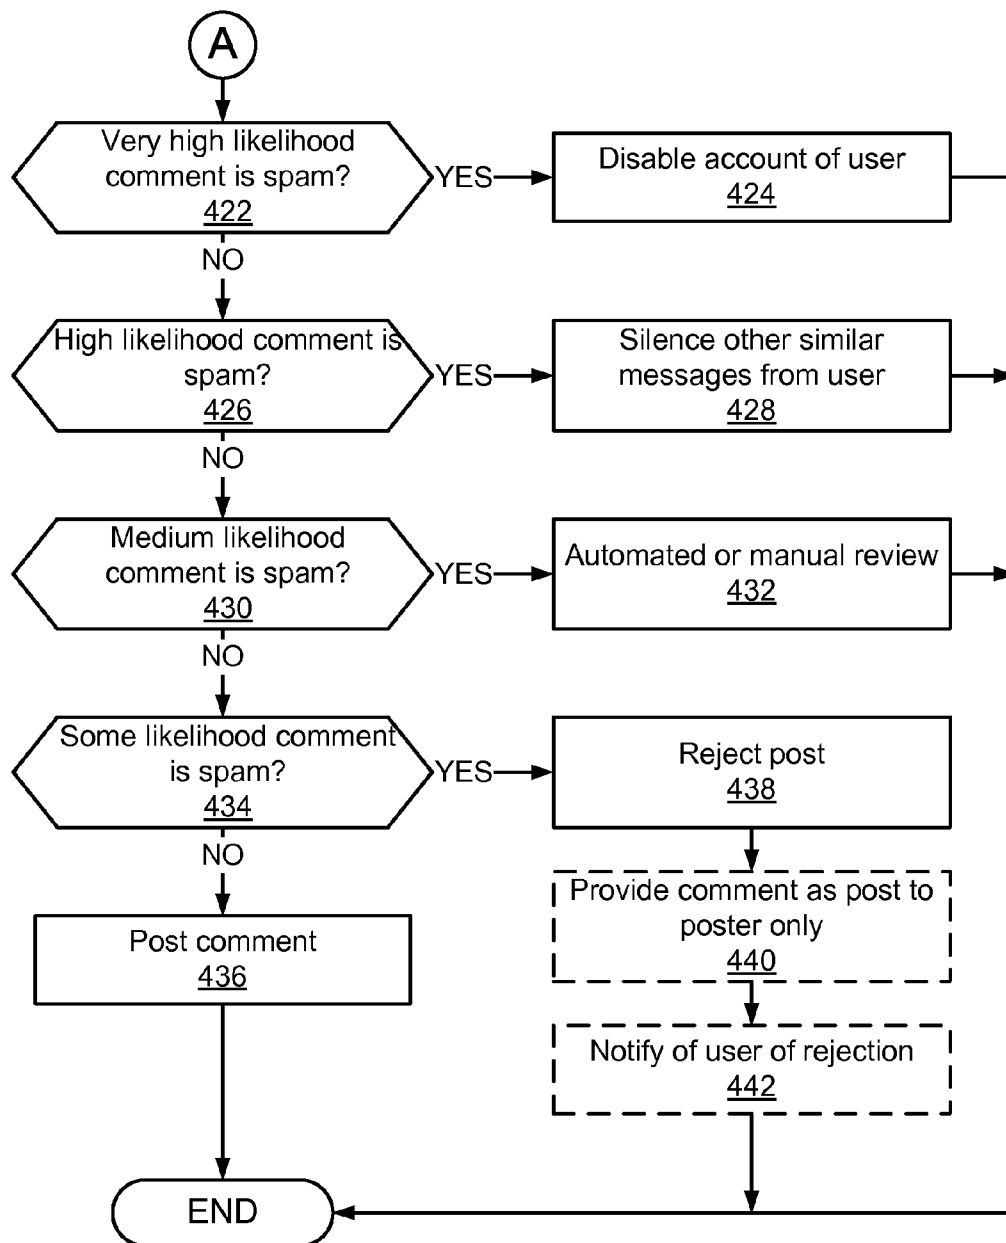 A
Very high likelihood
comment is spam?
422
YES
Disable account of user
424
NO
High likelihood comment is
spam?
426
YES
Silence other similar
messages from user
428
NO
Medium likelihood
comment is spam?
430
YES
Automated or manual review
432
NO
Some likelihood comment
is spam?
434
YES
Reject post
438
NO
Provide comment as post to
poster only
440
Post comment
436
Notify of user of rejection
442
END